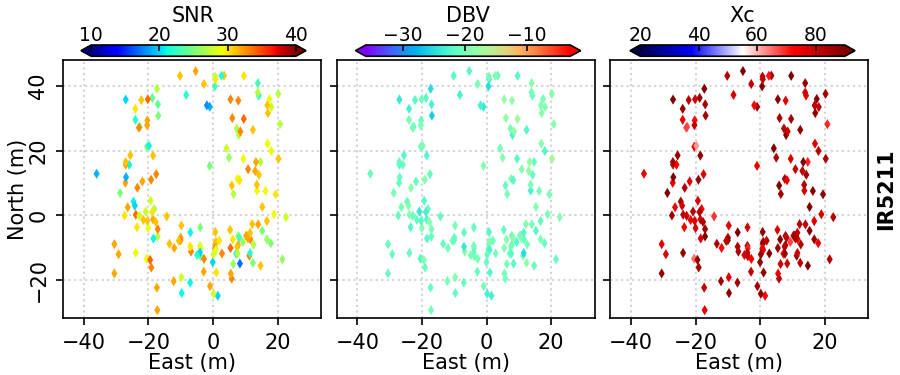 SNR DBV Xc
10 20 30 40 −30 −20 −10 20 40 60 80
North (m)
40
20
0
−20
−40 −20 0 20 −40 −20 0 20 −40 −20 0 20
East (m) East (m) East (m)
IR5211